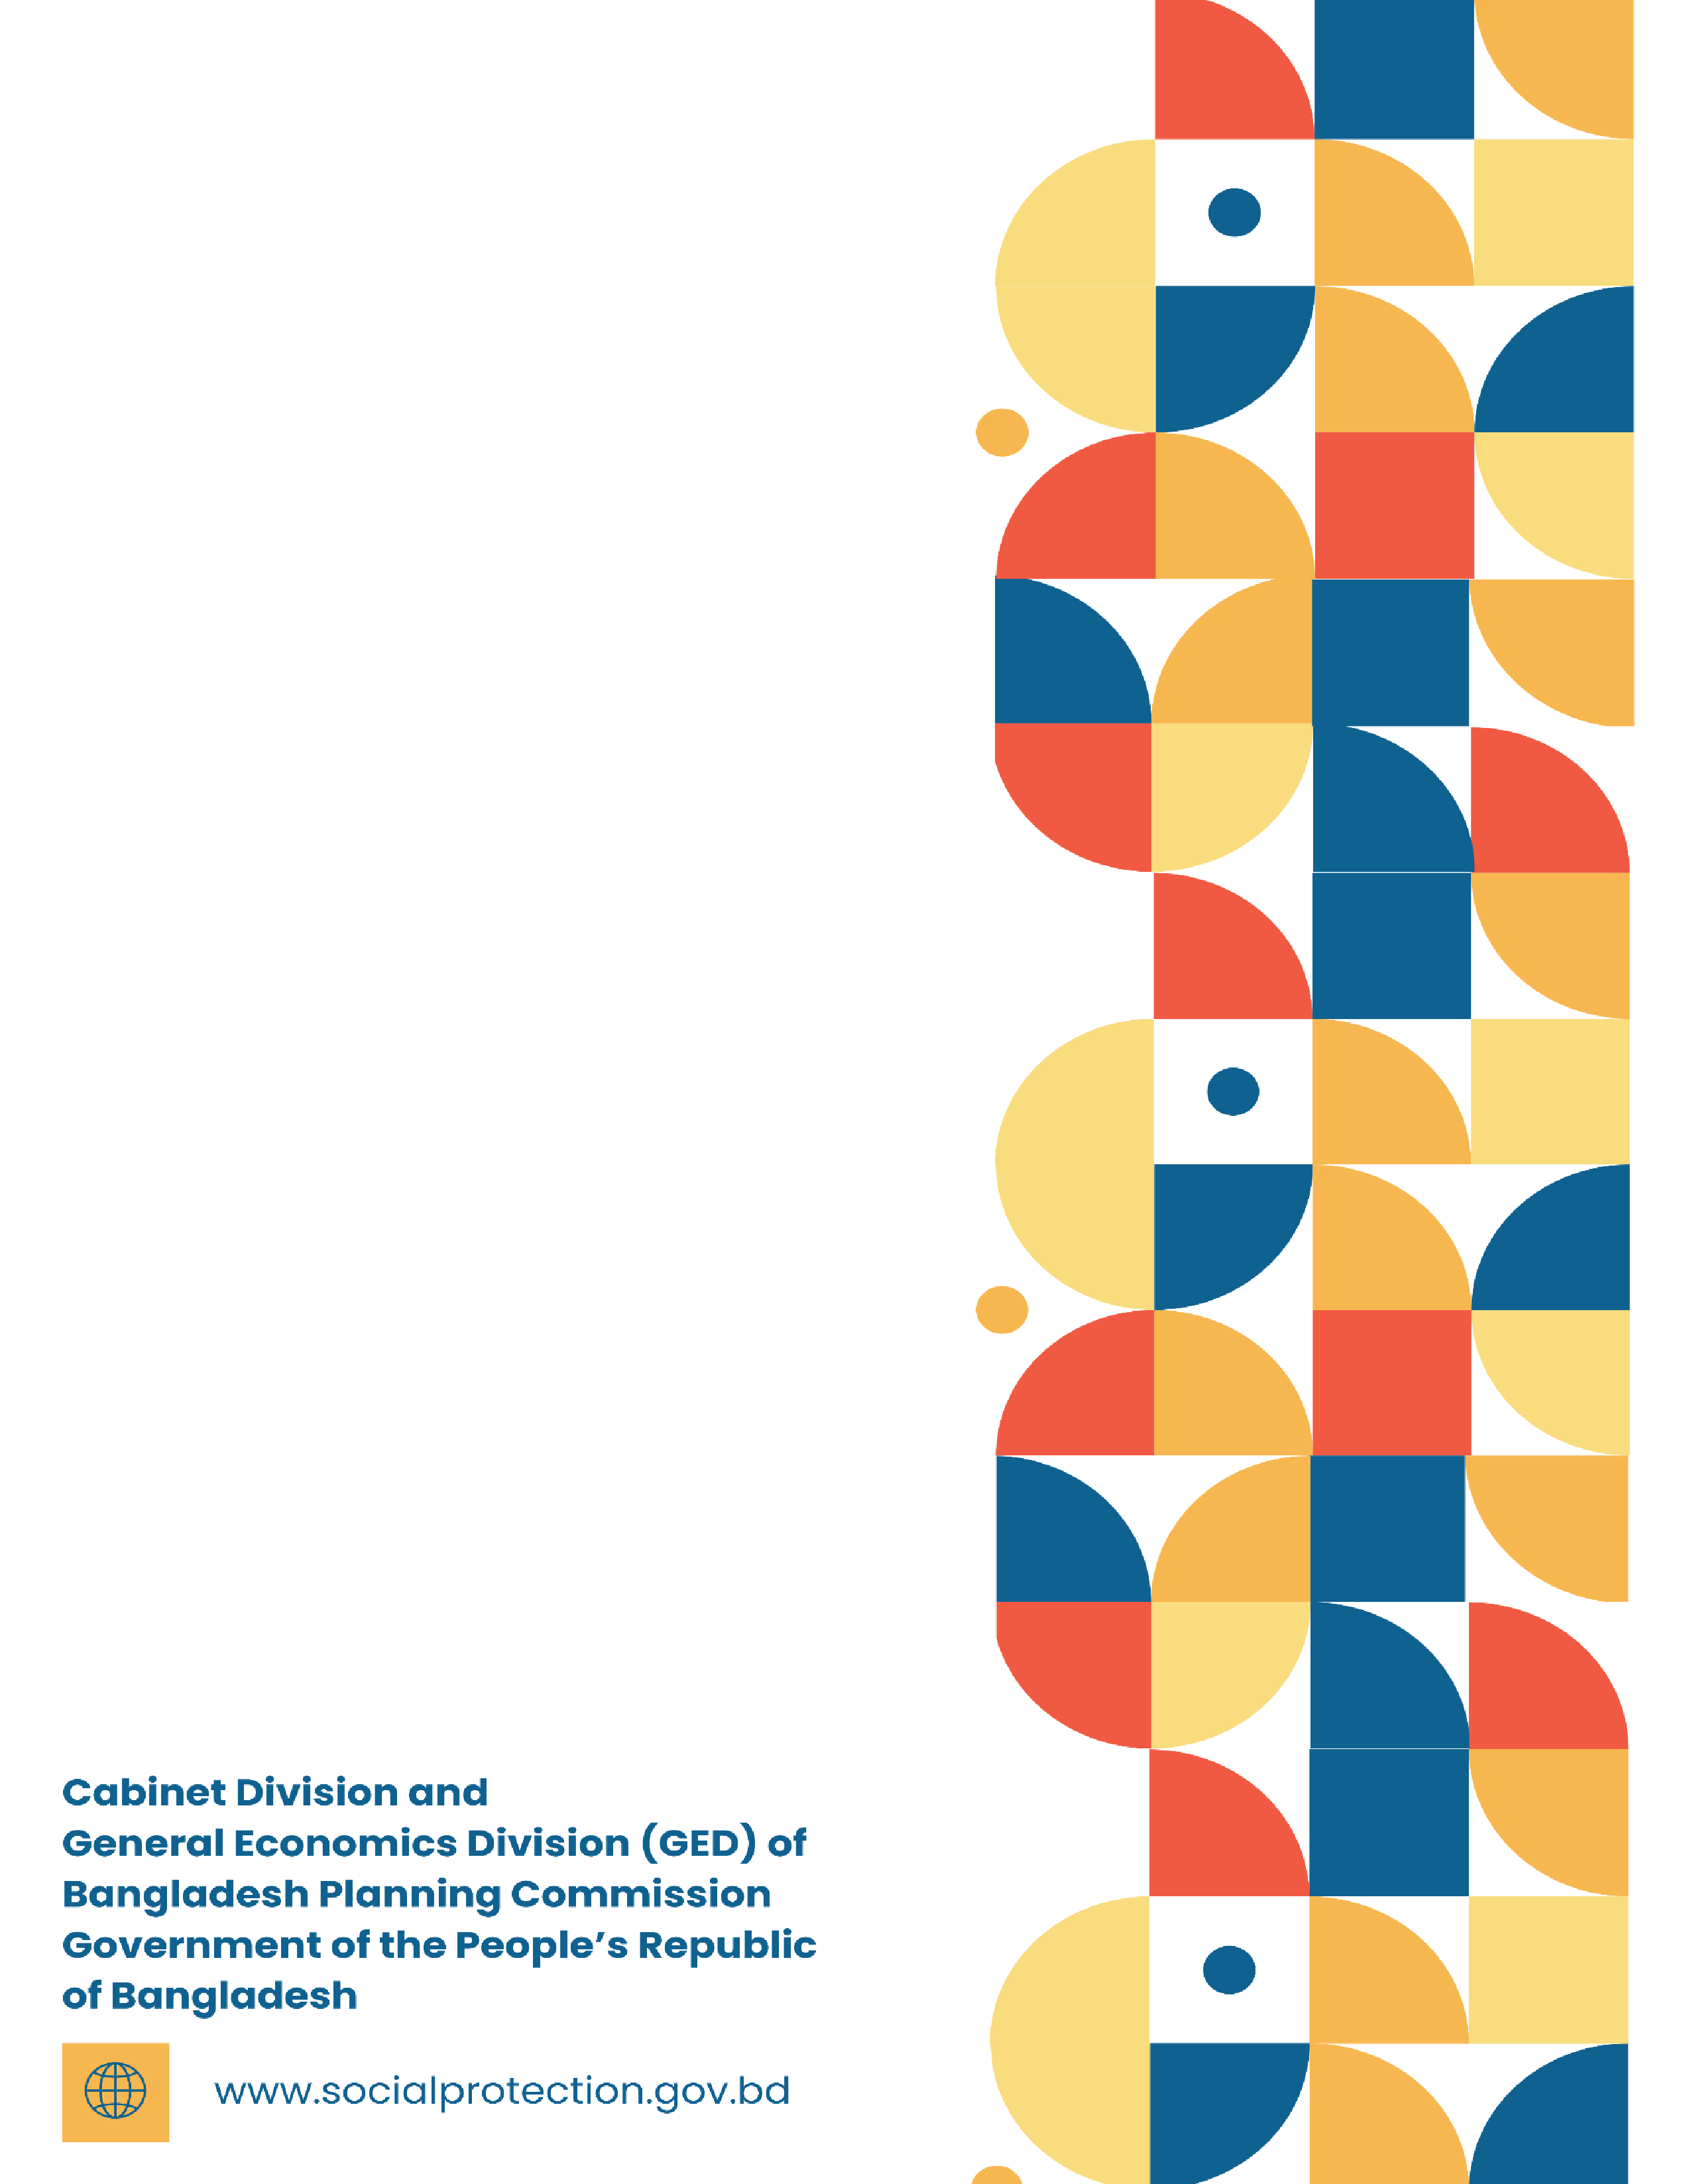 Cabinet Division and
General Economics Division (GED) of
Bangladesh Planning Commission
Government of the People’s Republic
of Bangladesh
www.socialprotection.gov.bd